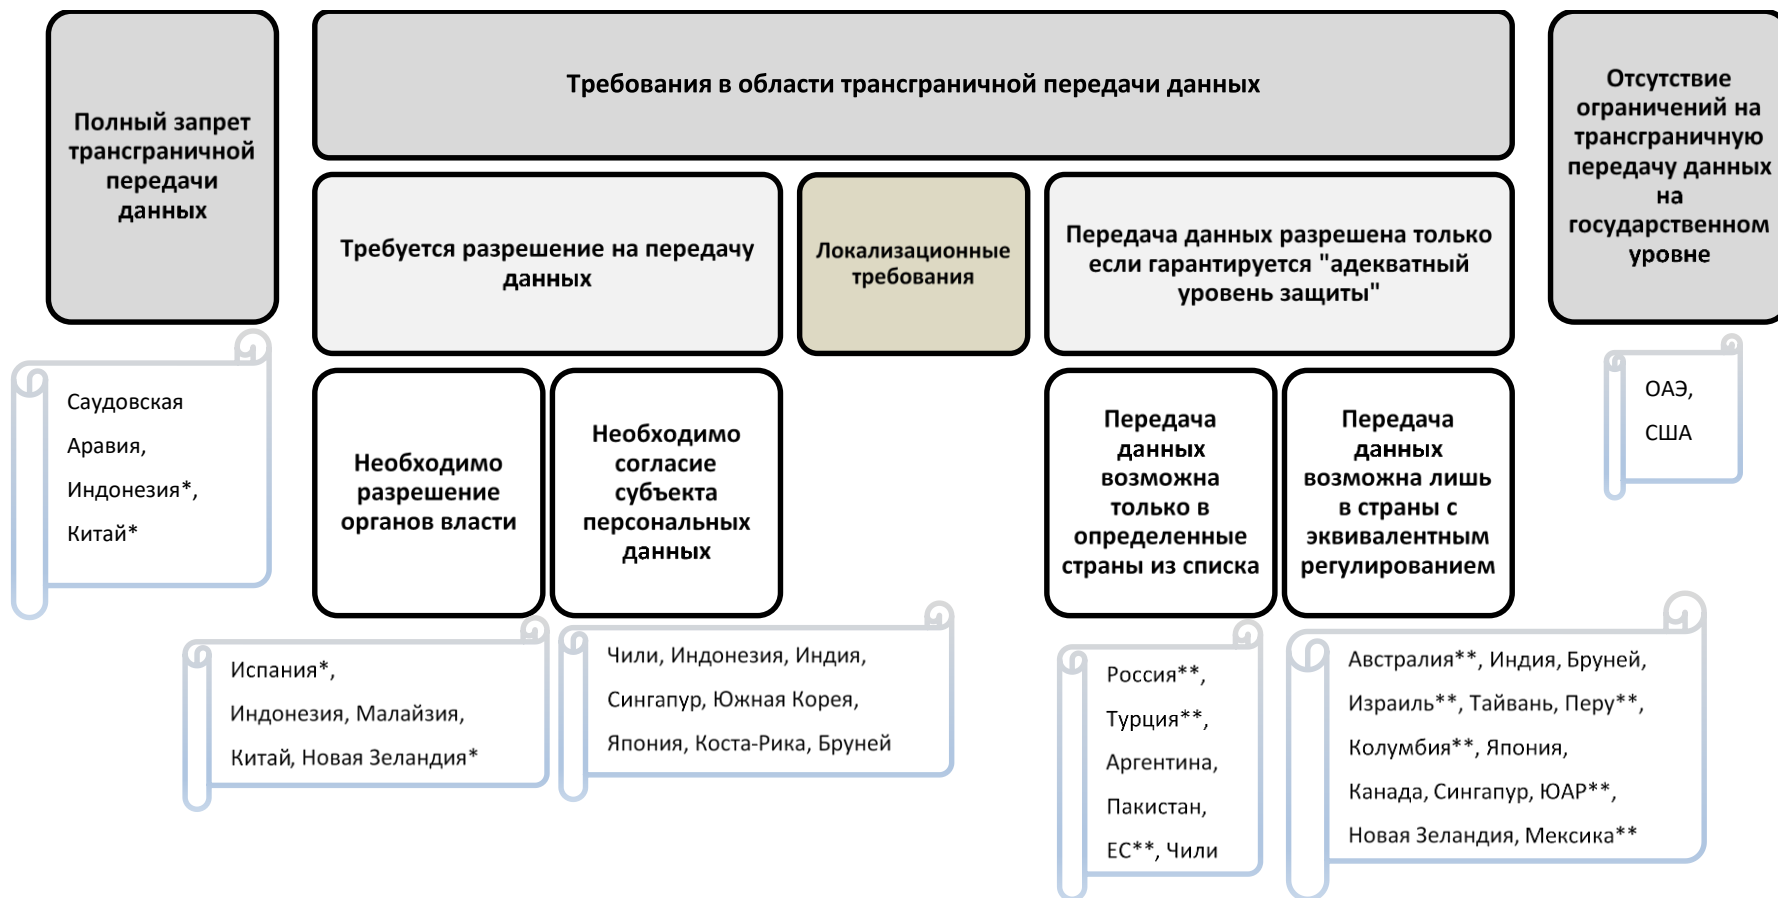 Полный запрет
трансграничной
передачи
данных
Требования в области трансграничной передачи данных
Отсутствие
ограничений на
трансграничную
передачу данных
на
государственном
уровне
Требуется разрешение на передачу
данных
Локализационные
требования
Передача данных разрешена только
если гарантируется "адекватный
уровень защиты"
Саудовская
Аравия,
Индонезия*,
Китай*
Необходимо
разрешение
органов власти
Необходимо
согласие
субъекта
персональных
данных
Передача
данных
возможна
только в
определенные
страны из списка
Передача
данных
возможна лишь
в страны с
эквивалентным
регулированием
ОАЭ,
США
Испания*,
Индонезия, Малайзия,
Китай, Новая Зеландия*
Чили, Индонезия, Индия,
Сингапур, Южная Корея,
Япония, Коста-Рика, Бруней
Россия**,
Турция**,
Аргентина,
Пакистан,
ЕС**, Чили
Австралия**, Индия, Бруней,
Израиль**, Тайвань, Перу**,
Колумбия**, Япония,
Канада, Сингапур, ЮАР**,
Новая Зеландия, Мексика**